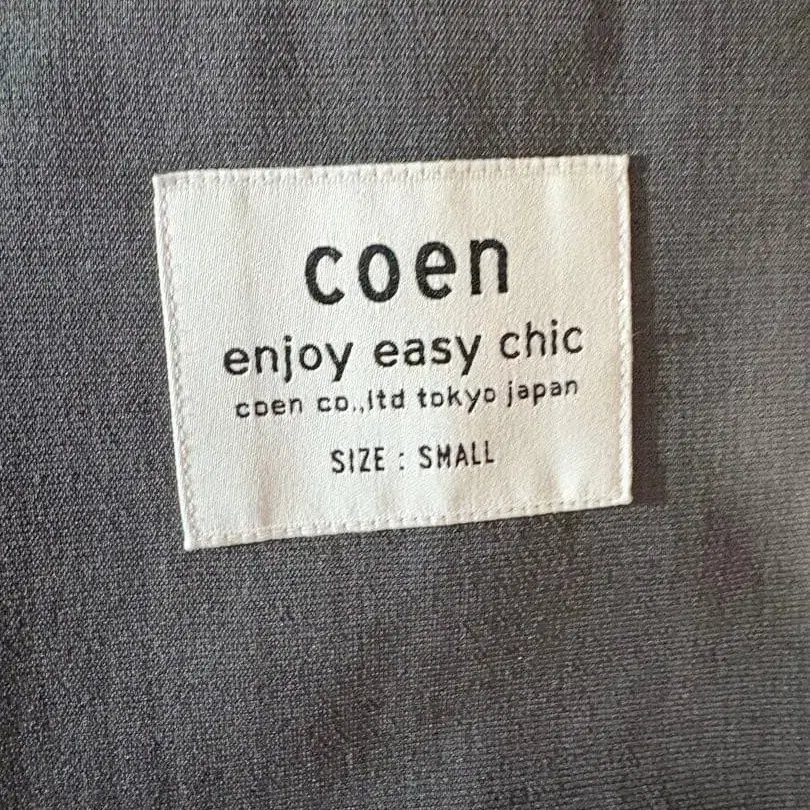 coen
enjoy easy chic
coen co.,ltd tokyo japan
SIZE : SMALL